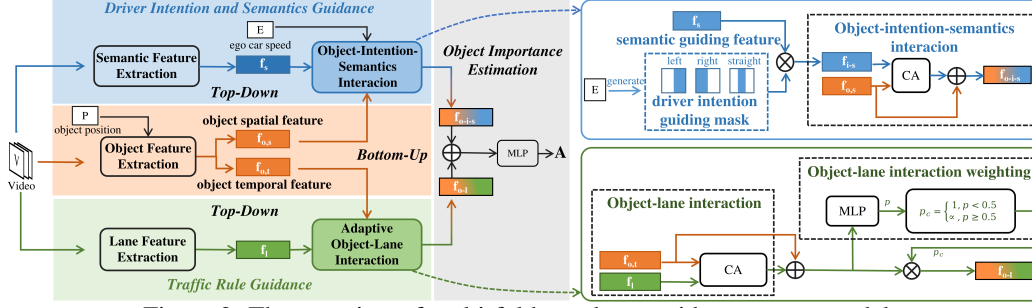 Driver Intention and Semantics Guidance
E
ego car speed
Semantic Feature
Extraction
f_s
Object-Intention-
Semantics
Interacion
Top-Down
P
object position
Object Feature
Extraction
object spatial feature
f_o,s
f_o,t
object temporal feature
Bottom-Up
V
Video
Top-Down
Lane Feature
Extraction
f_l
Adaptive
Object-Lane
Interaction
Traffic Rule Guidance
Object Importance
Estimation
f_o-i-s
MLP
A
f_o-l
f_s
semantic guiding feature
E
generate
left right straight
driver intention
guiding mask
Object-intention-semantics
interacion
f_i-s
f_o,s
CA
f_o-i-s
Object-lane interaction
f_o,t
f_l
CA
Object-lane interaction weighting
MLP
p
p_c = { 1, p < 0.5
∝, p ≥ 0.5
p_c
f_o-l